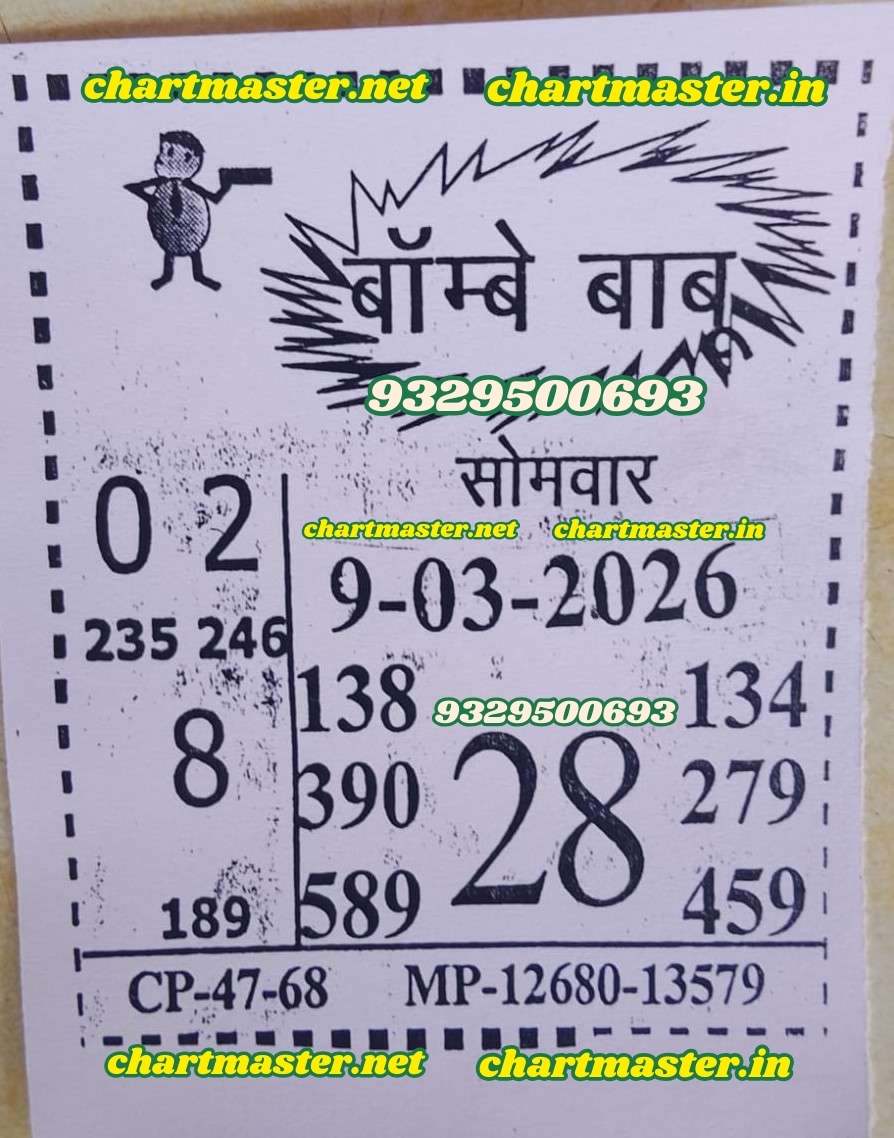 chartmaster.net chartmaster.in
बॉम्बे बाबू
9329500693
सोमवार
chartmaster.net chartmaster.in
9-03-2026
0 2
235 246
8
189
138 9329500693 134
390 28 279
589 459
CP-47-68 MP-12680-13579
chartmaster.net chartmaster.in